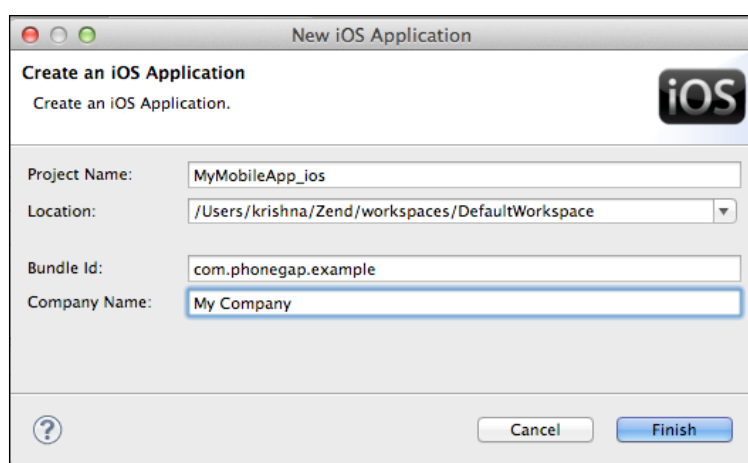 New iOS Application
Create an iOS Application
Create an iOS Application.
iOS
Project Name: MyMobileApp_ios
Location: /Users/krishna/Zend/workspaces/DefaultWorkspace
Bundle Id: com.phonegap.example
Company Name: My Company
? Cancel Finish